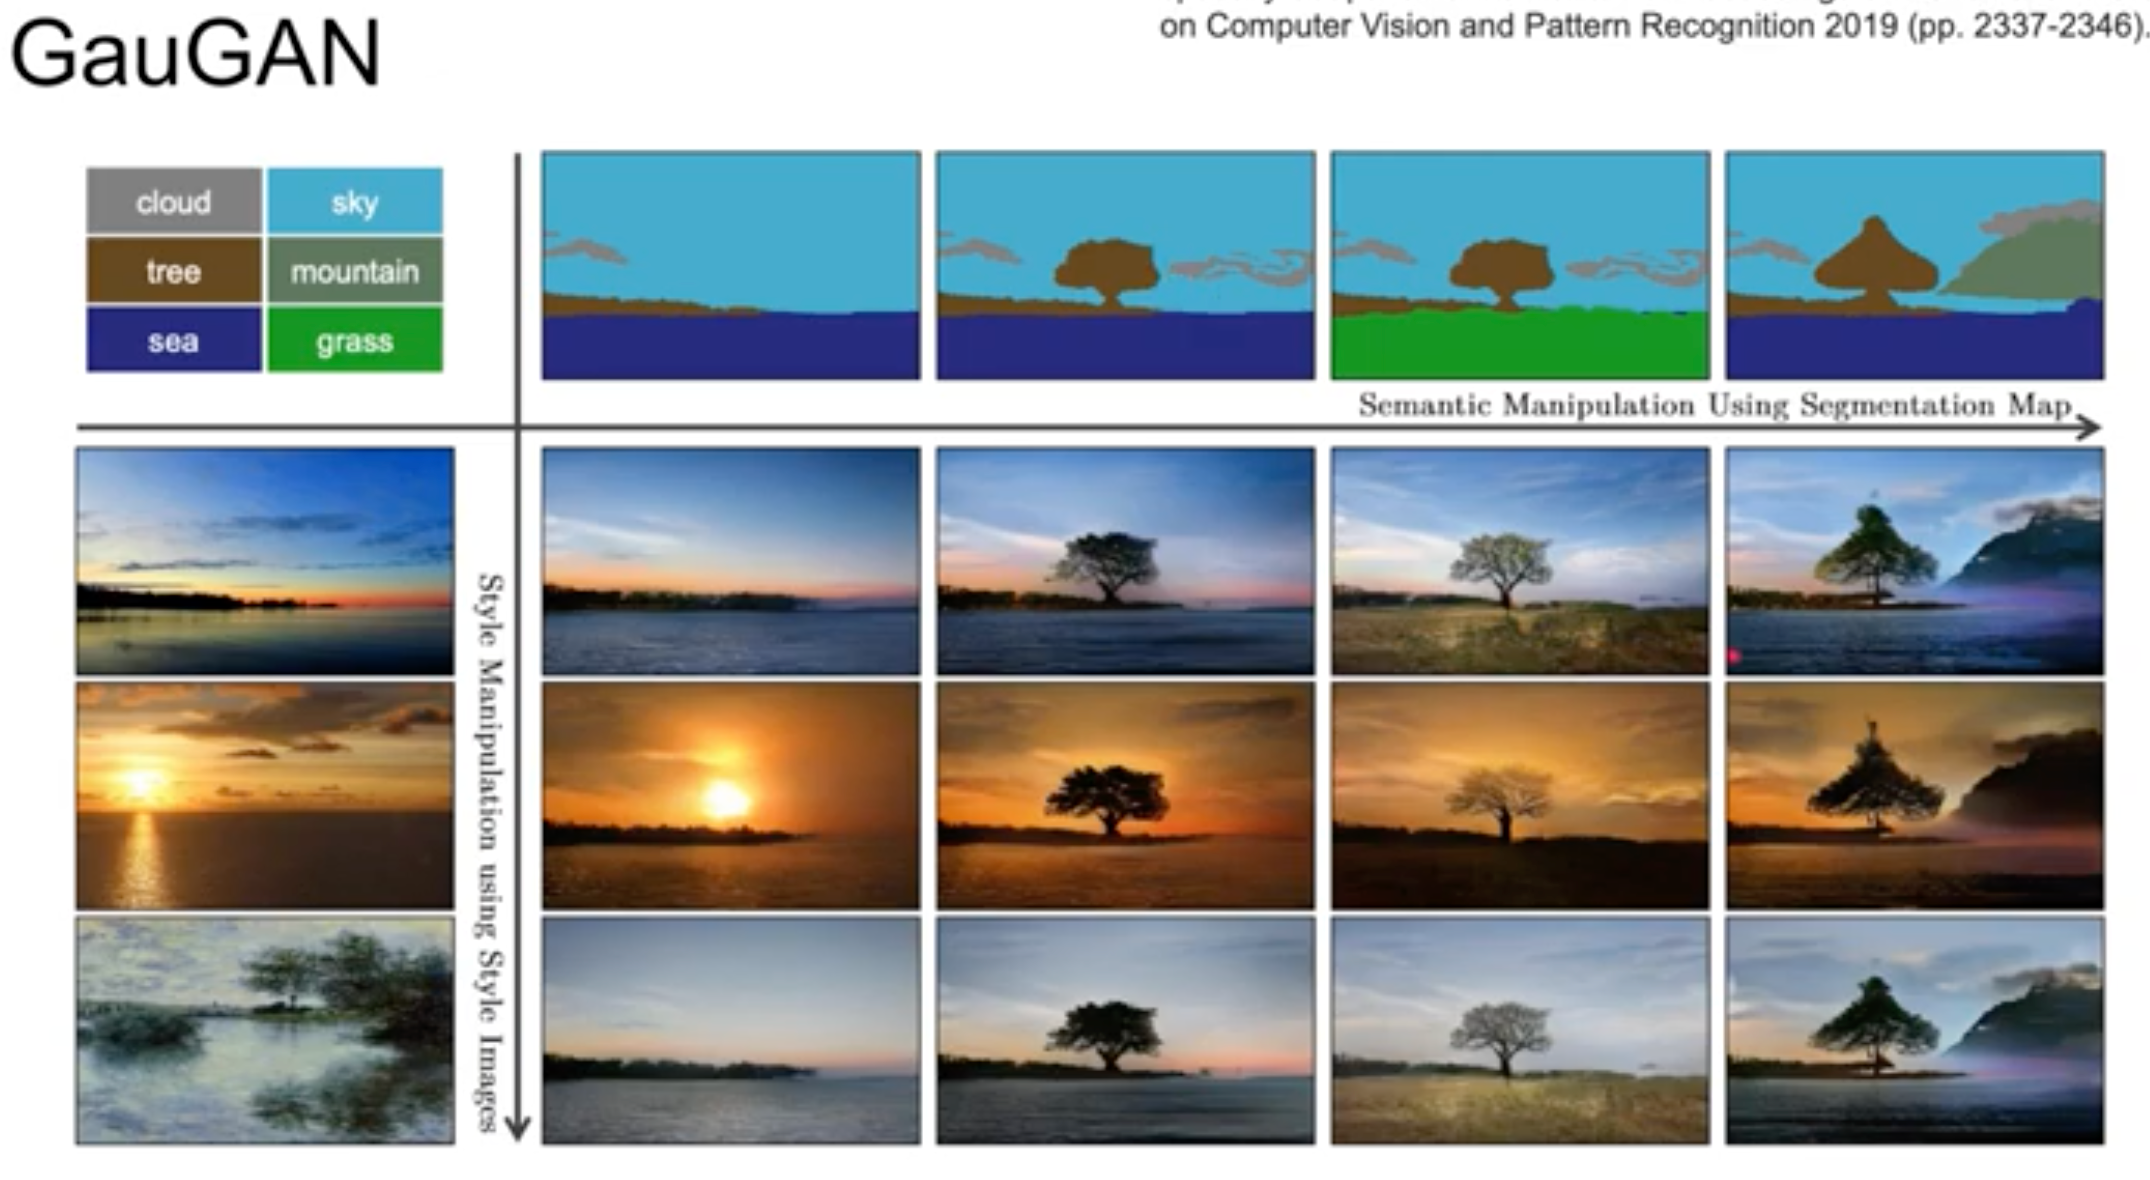 GauGAN
on Computer Vision and Pattern Recognition 2019 (pp. 2337-2346).
cloud
sky
tree
mountain
sea
grass
Semantic Manipulation Using Segmentation Map
Style Manipulation using Style Images